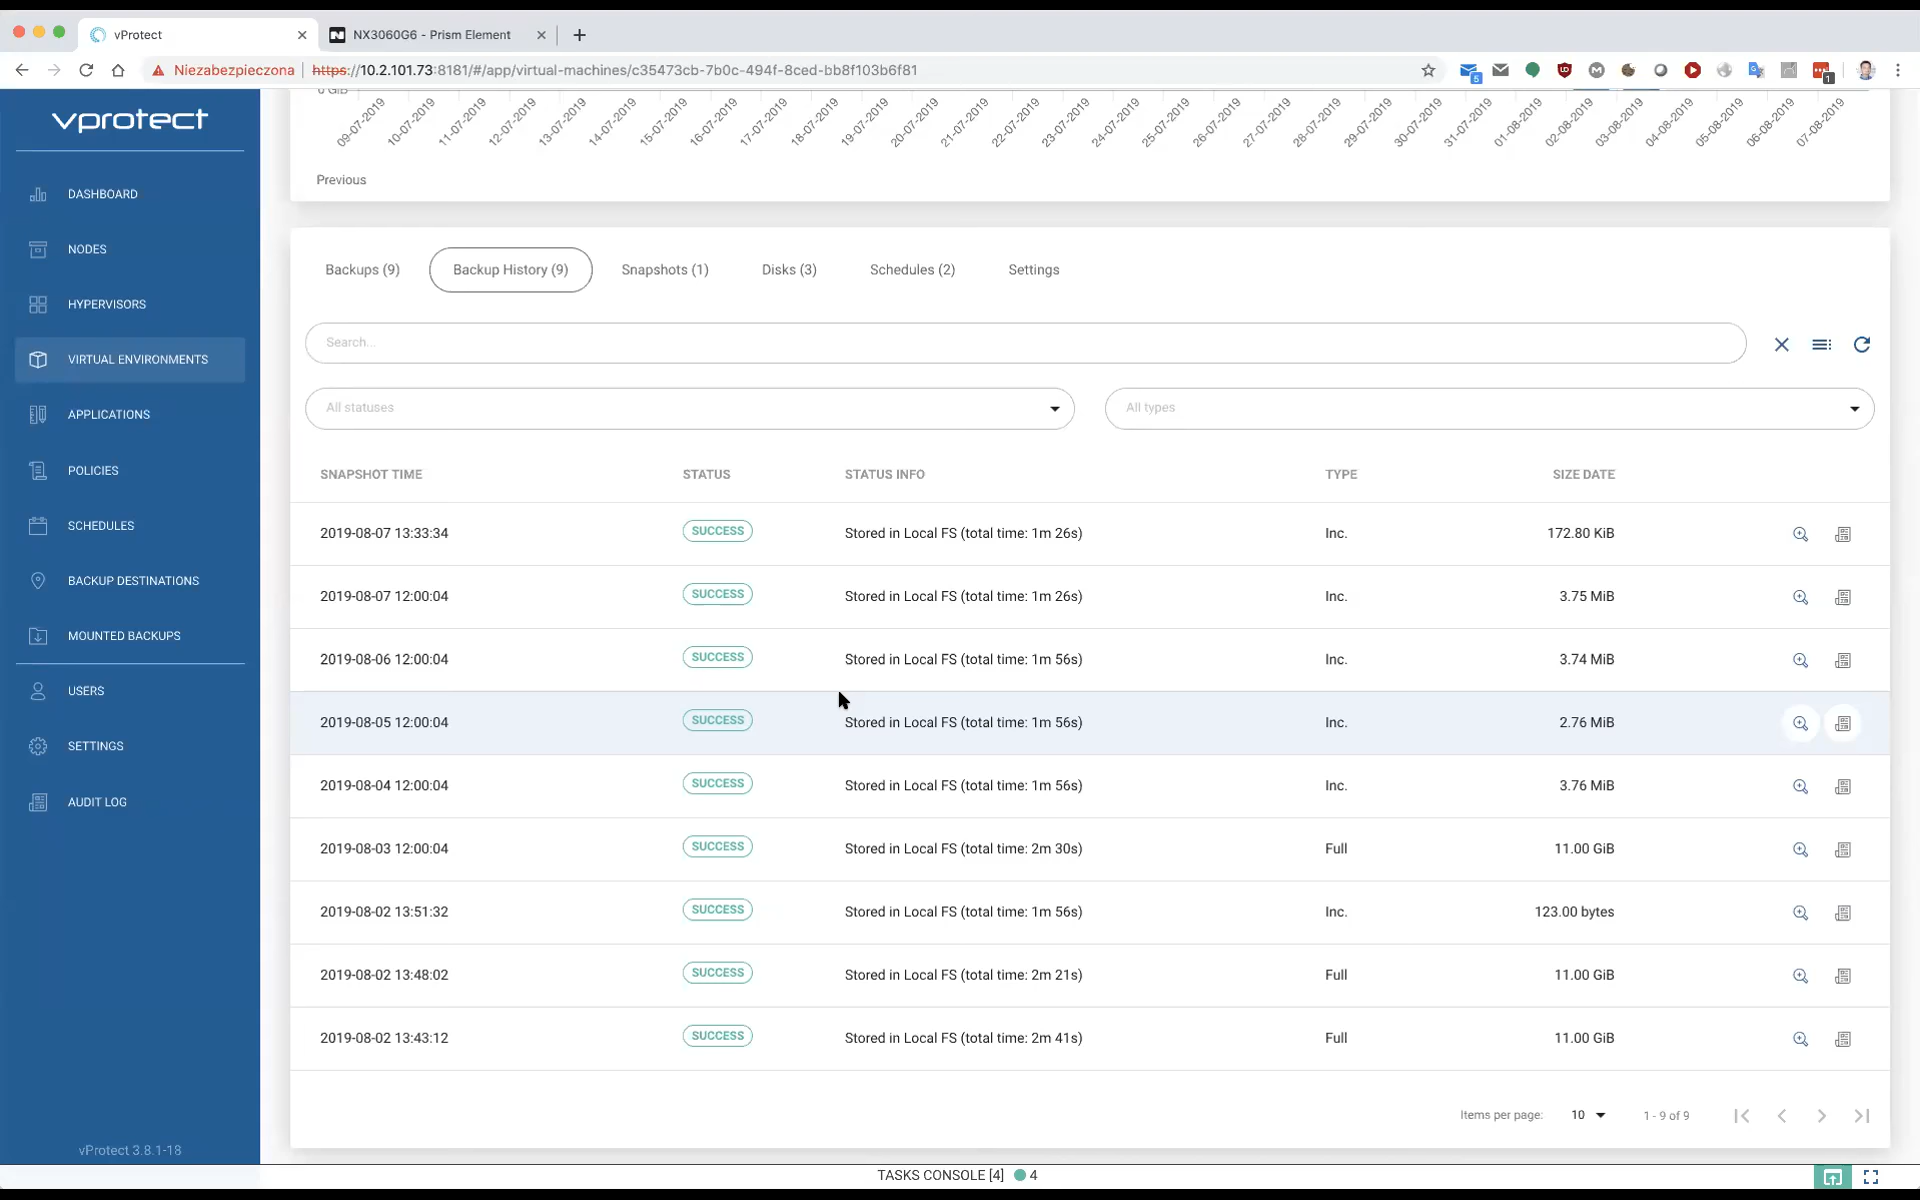 vProtect
NX3060G6 - Prism Element
Niezabezpieczona
https://10.2.101.73:8181/#/app/virtual-machines/c35473cb-7b0c-494f-8ced-bb8f103b6f81
5
1
vprotect
DASHBOARD
NODES
HYPERVISORS
VIRTUAL ENVIRONMENTS
APPLICATIONS
POLICIES
SCHEDULES
BACKUP DESTINATIONS
MOUNTED BACKUPS
USERS
SETTINGS
AUDIT LOG
vProtect 3.8.1-18
0 GiB
09-07-2019 10-07-2019 11-07-2019 12-07-2019 13-07-2019 14-07-2019 15-07-2019 16-07-2019 17-07-2019 18-07-2019 19-07-2019 20-07-2019 21-07-2019 22-07-2019 23-07-2019 24-07-2019 25-07-2019 26-07-2019 27-07-2019 28-07-2019 29-07-2019 30-07-2019 31-07-2019 01-08-2019 02-08-2019 03-08-2019 04-08-2019 05-08-2019 06-08-2019 07-08-2019
Previous
Backups (9) Backup History (9) Snapshots (1) Disks (3) Schedules (2) Settings
Search...
All statuses All types
SNAPSHOT TIME STATUS STATUS INFO TYPE SIZE DATE
2019-08-07 13:33:34 SUCCESS Stored in Local FS (total time: 1m 26s) Inc. 172.80 KiB
2019-08-07 12:00:04 SUCCESS Stored in Local FS (total time: 1m 26s) Inc. 3.75 MiB
2019-08-06 12:00:04 SUCCESS Stored in Local FS (total time: 1m 56s) Inc. 3.74 MiB
2019-08-05 12:00:04 SUCCESS Stored in Local FS (total time: 1m 56s) Inc. 2.76 MiB
2019-08-04 12:00:04 SUCCESS Stored in Local FS (total time: 1m 56s) Inc. 3.76 MiB
2019-08-03 12:00:04 SUCCESS Stored in Local FS (total time: 2m 30s) Full 11.00 GiB
2019-08-02 13:51:32 SUCCESS Stored in Local FS (total time: 1m 56s) Inc. 123.00 bytes
2019-08-02 13:48:02 SUCCESS Stored in Local FS (total time: 2m 21s) Full 11.00 GiB
2019-08-02 13:43:12 SUCCESS Stored in Local FS (total time: 2m 41s) Full 11.00 GiB
Items per page: 10 1 - 9 of 9
TASKS CONSOLE [4] 4